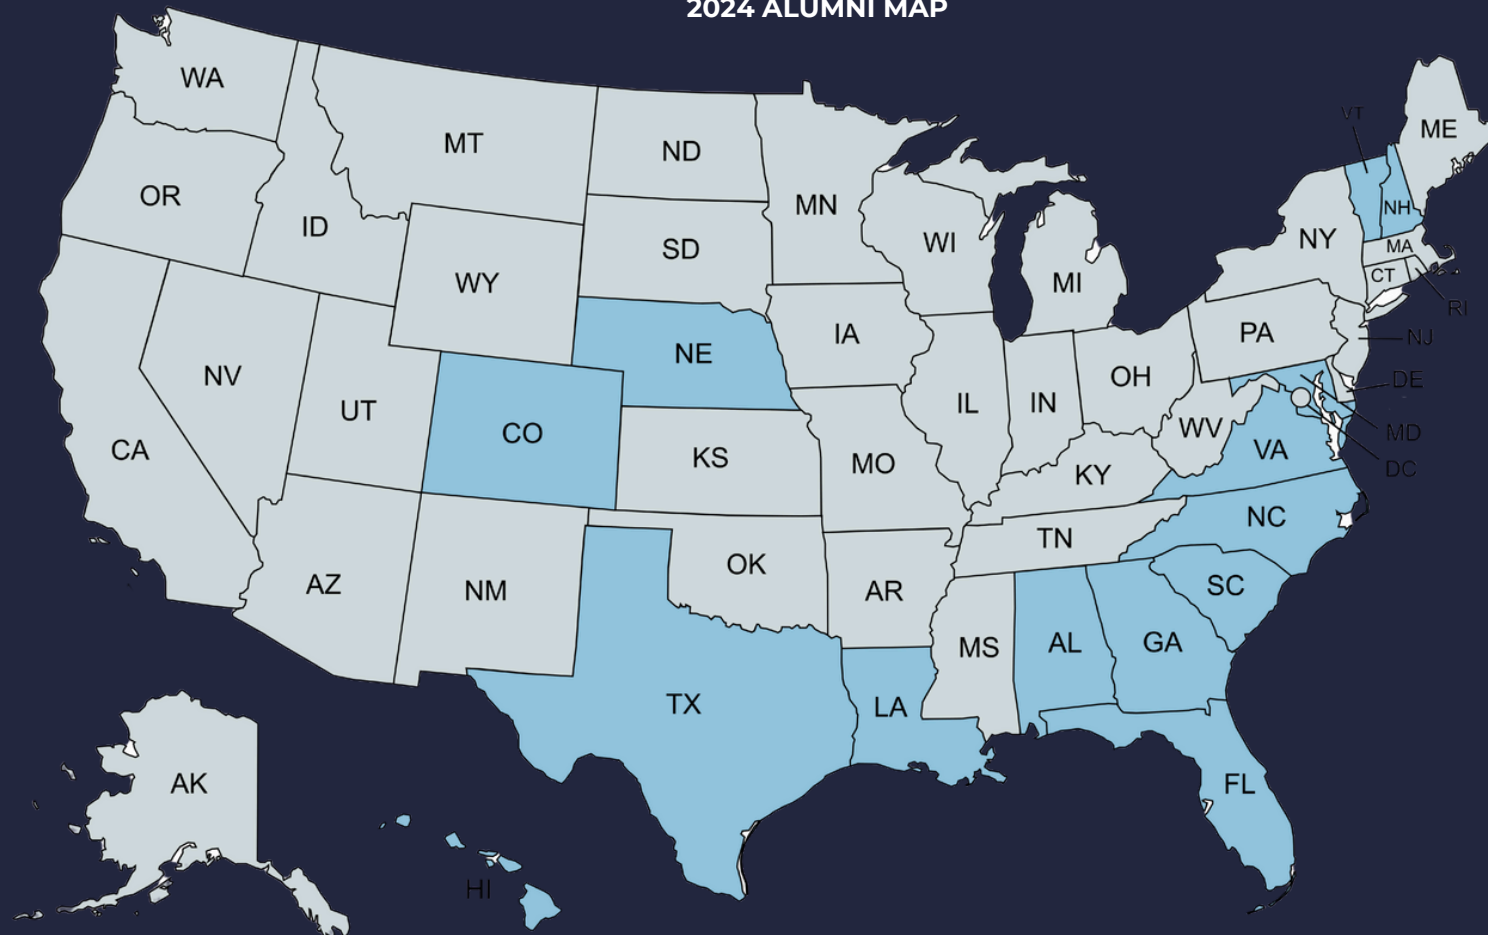 2024 ALUMNI MAP
WA
MT
ND
VT
ME
OR
ID
MN
SD
WI
NH
NY
MA
WY
MI
CT
RI
IA
PA
NJ
NE
NV
UT
OH
DE
IL
IN
CO
WV
MD
CA
KS
MO
VA
DC
KY
NC
TN
OK
AZ
NM
AR
SC
MS
AL
GA
TX
LA
AK
FL
HI